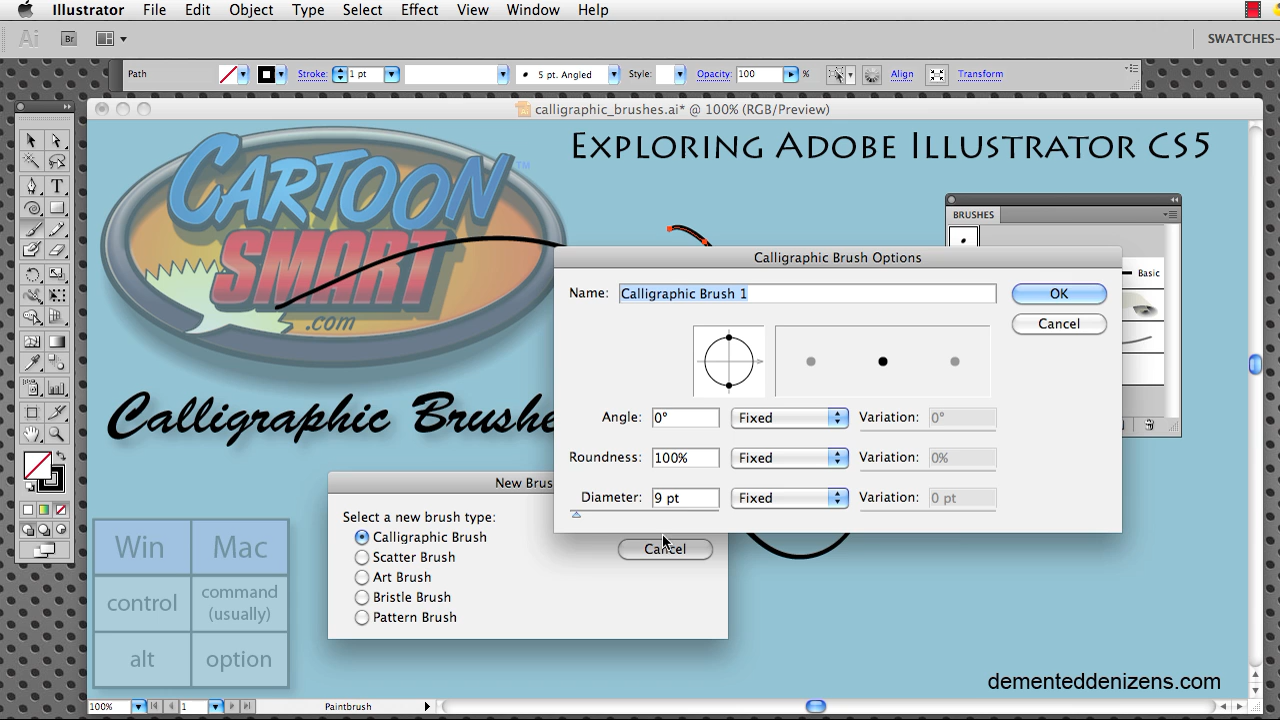 Illustrator File Edit Object Type Select Effect View Window Help
Ai Br SWATCHES-
Path Stroke: 1 pt 5 pt. Angled Style: Opacity: 100 % Align Transform
calligraphic_brushes.ai* @ 100% (RGB/Preview)
Exploring Adobe Illustrator CS5
CARTOON TM
SMART
.com
BRUSHES
Basic
Calligraphic Brushe
Calligraphic Brush Options
Name: Calligraphic Brush 1 OK
Cancel
Angle: 0° Fixed Variation: 0°
Roundness: 100% Fixed Variation: 0%
Diameter: 9 pt Fixed Variation: 0 pt
New Brus
Select a new brush type:
Calligraphic Brush
Scatter Brush
Art Brush
Bristle Brush
Pattern Brush
Cancel
Win Mac
control command (usually)
alt option
dementeddenizens.com
100% 1 Paintbrush